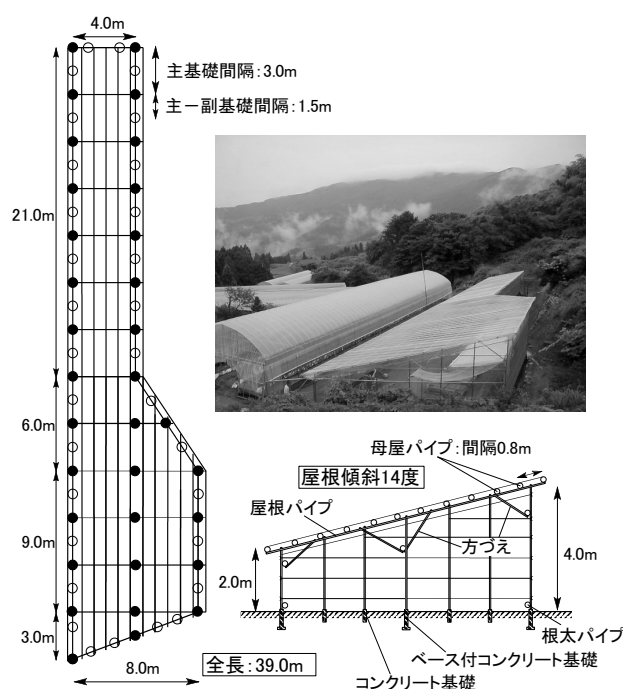 4.0m
主基礎間隔：3.0m
主－副基礎間隔：1.5m
21.0m
6.0m
9.0m
3.0m
8.0m
全長：39.0m
母屋パイプ：間隔0.8m
屋根傾斜14度
屋根パイプ
方づえ
4.0m
2.0m
根太パイプ
ベース付コンクリート基礎
コンクリート基礎